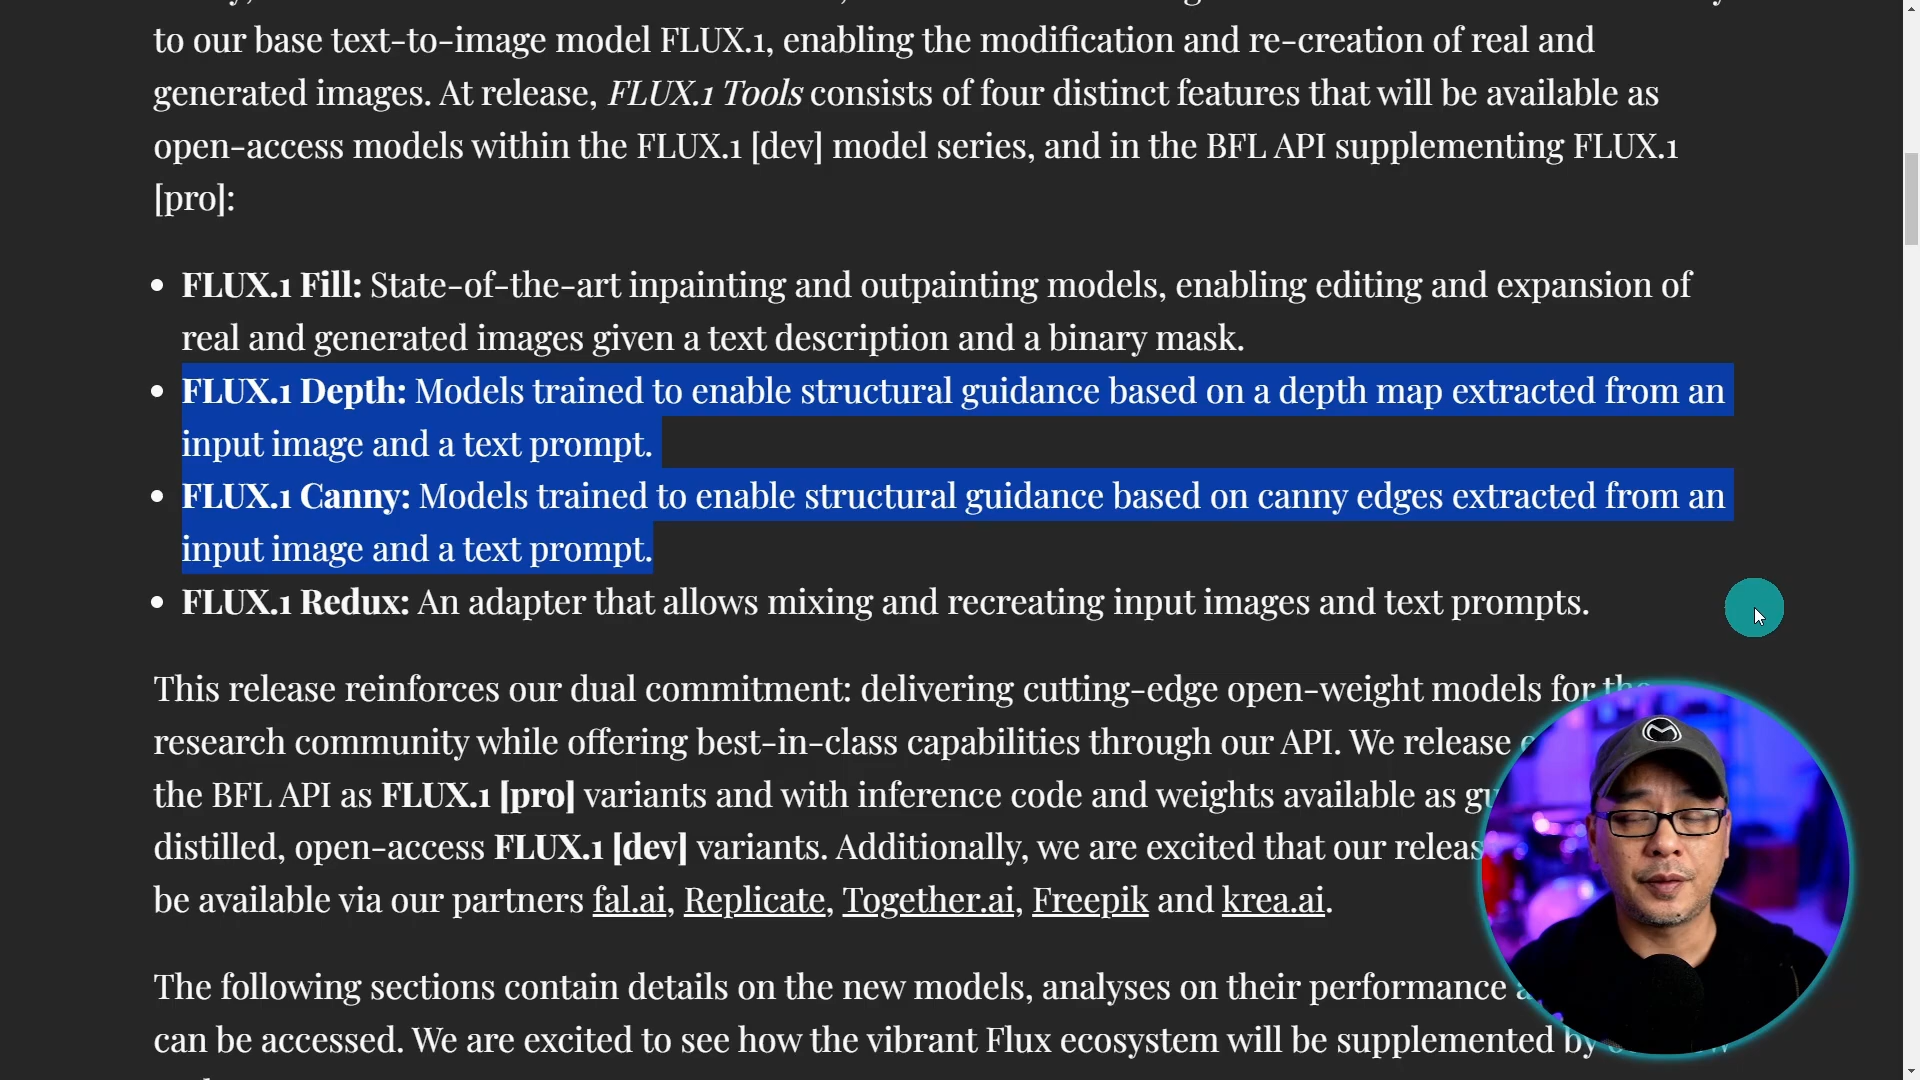 to our base text-to-image model FLUX.1, enabling the modification and re-creation of real and
generated images. At release, FLUX.1 Tools consists of four distinct features that will be available as
open-access models within the FLUX.1 [dev] model series, and in the BFL API supplementing FLUX.1
[pro]:
• FLUX.1 Fill: State-of-the-art inpainting and outpainting models, enabling editing and expansion of
real and generated images given a text description and a binary mask.
• FLUX.1 Depth: Models trained to enable structural guidance based on a depth map extracted from an
input image and a text prompt.
• FLUX.1 Canny: Models trained to enable structural guidance based on canny edges extracted from an
input image and a text prompt.
• FLUX.1 Redux: An adapter that allows mixing and recreating input images and text prompts.
This release reinforces our dual commitment: delivering cutting-edge open-weight models for the
research community while offering best-in-class capabilities through our API. We release
the BFL API as FLUX.1 [pro] variants and with inference code and weights available as
distilled, open-access FLUX.1 [dev] variants. Additionally, we are excited that our
be available via our partners fal.ai, Replicate, Together.ai, Freepik and krea.ai.
The following sections contain details on the new models, analyses on their performance
can be accessed. We are excited to see how the vibrant Flux ecosystem will be supplemented by